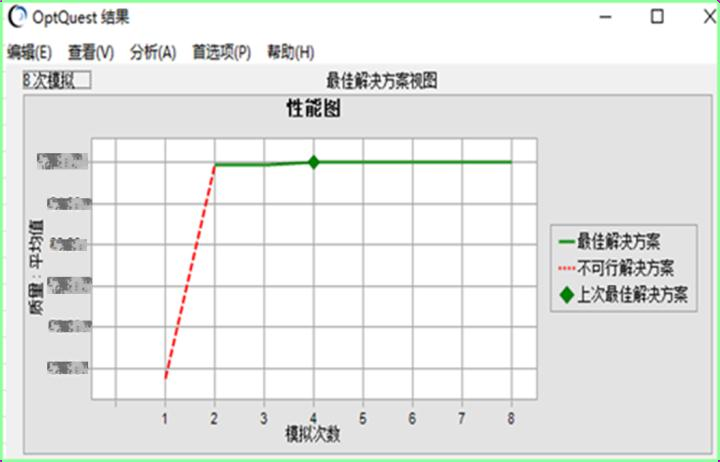 OptQuest 结果
编辑(E) 查看(V) 分析(A) 首选项(P) 帮助(H)
8 次模拟
最佳解决方案视图
性能图
质量：平均值
1 2 3 4 5 6 7 8
模拟次数
最佳解决方案
不可行解决方案
上次最佳解决方案